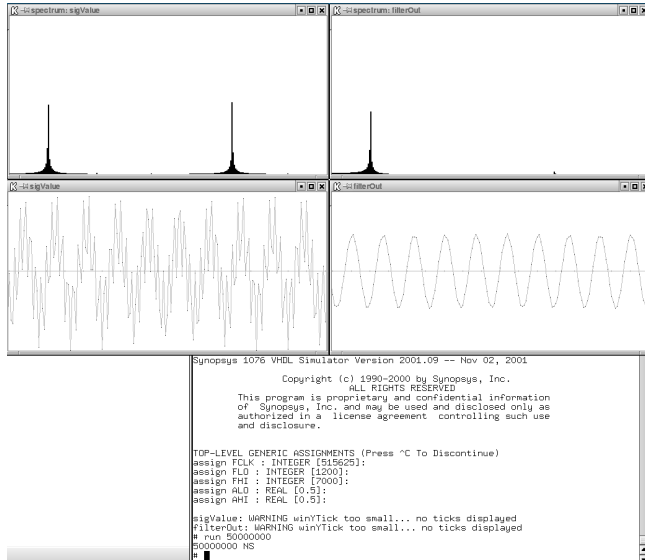 spectrum: sigValue
spectrum: filterOut
sigValue
filterOut
Synopsys 1076 VHDL Simulator Version 2001.09 -- Nov 02, 2001
Copyright (c) 1990-2000 by Synopsys, Inc.
ALL RIGHTS RESERVED
This program is proprietary and confidential information
of Synopsys, Inc. and may be used and disclosed only as
authorized in a license agreement controlling such use
and disclosure.
TOP-LEVEL GENERIC ASSIGNMENTS (Press ^C To Discontinue)
assign FCLK : INTEGER [515625]:
assign FLO : INTEGER [1200]:
assign FHI : INTEGER [7000]:
assign ALO : REAL [0.5]:
assign AHI : REAL [0.5]:
sigValue: WARNING winYTick too small... no ticks displayed
filterOut: WARNING winYTick too small... no ticks displayed
# run 50000000
50000000 NS
#